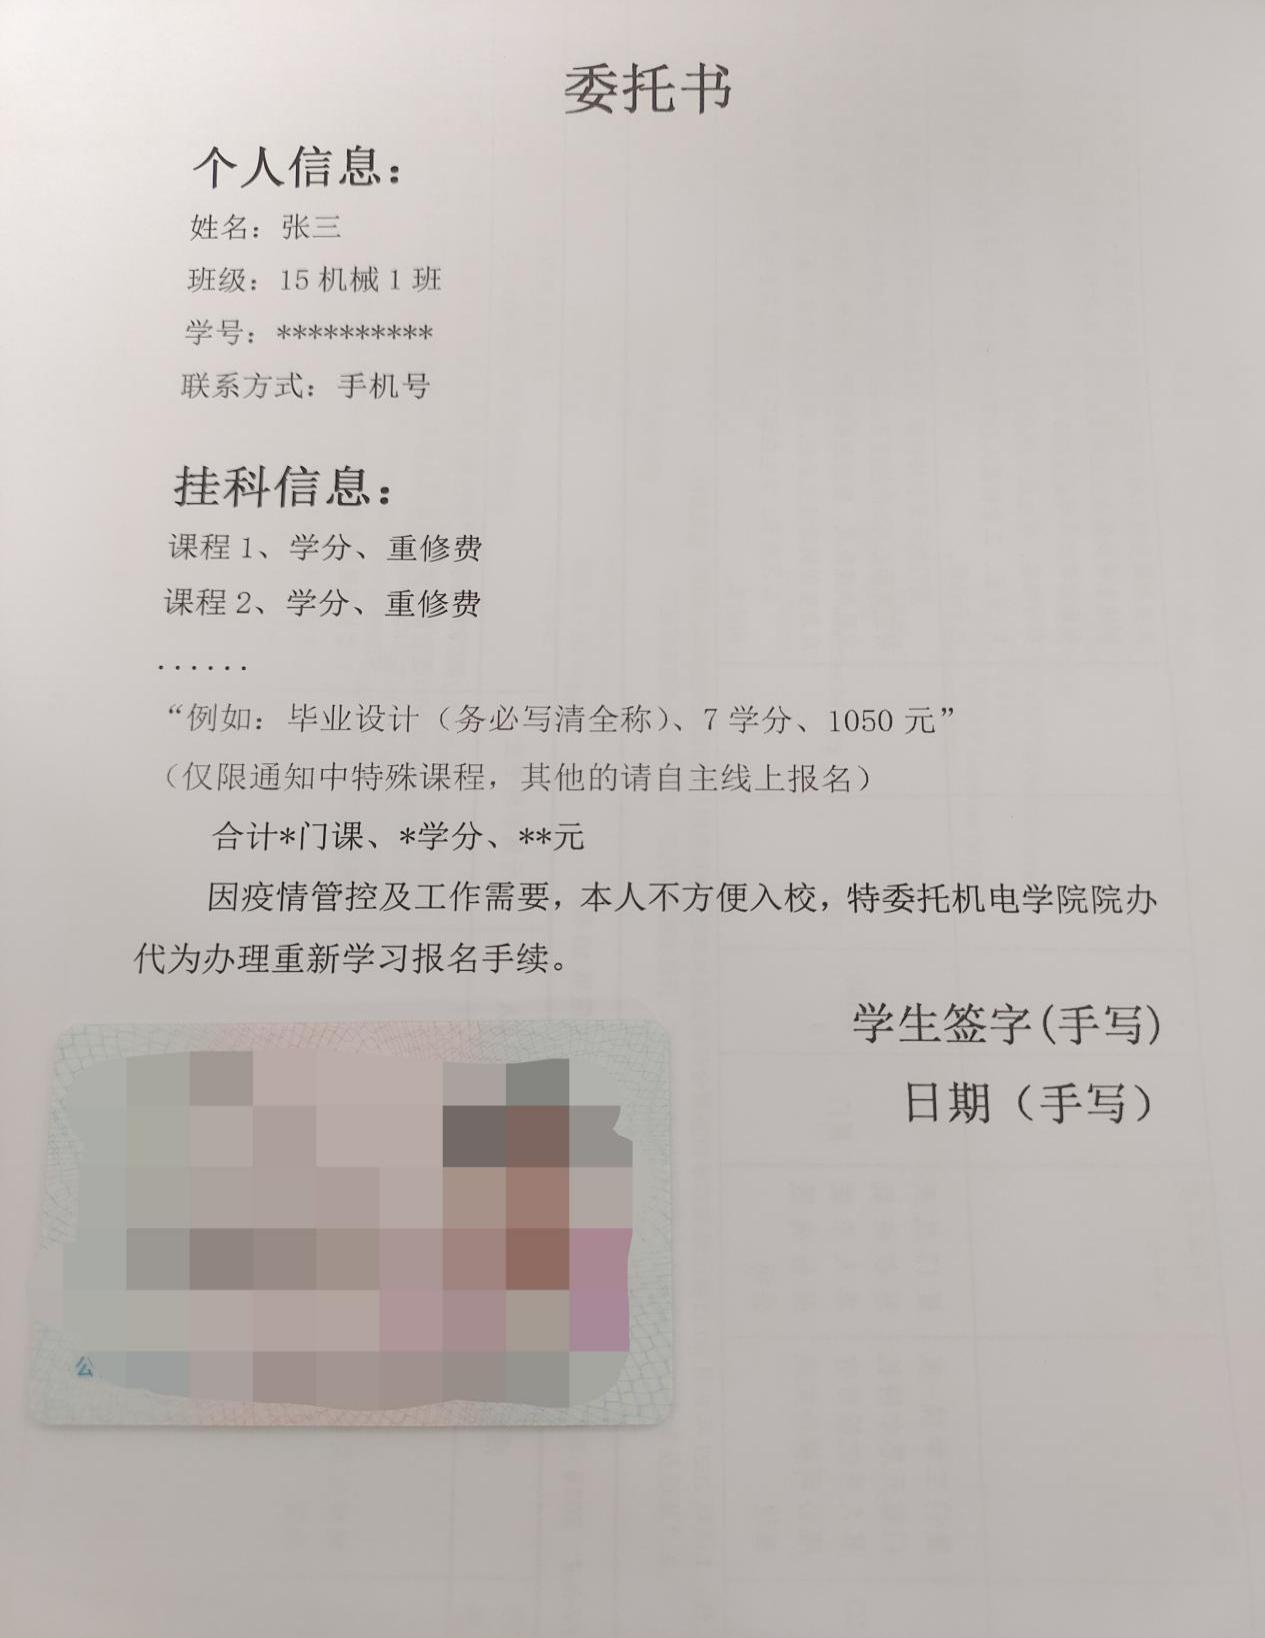 委托书
个人信息：
姓名：张三
班级：15 机械 1 班
学号：**********
联系方式：手机号
挂科信息：
课程 1、学分、重修费
课程 2、学分、重修费
......
“例如：毕业设计（务必写清全称）、7 学分、1050 元”
（仅限通知中特殊课程，其他的请自主线上报名）
合计*门课、*学分、**元
因疫情管控及工作需要，本人不方便入校，特委托机电学院院办
代为办理重新学习报名手续。
学生签字(手写)
日期（手写）
公